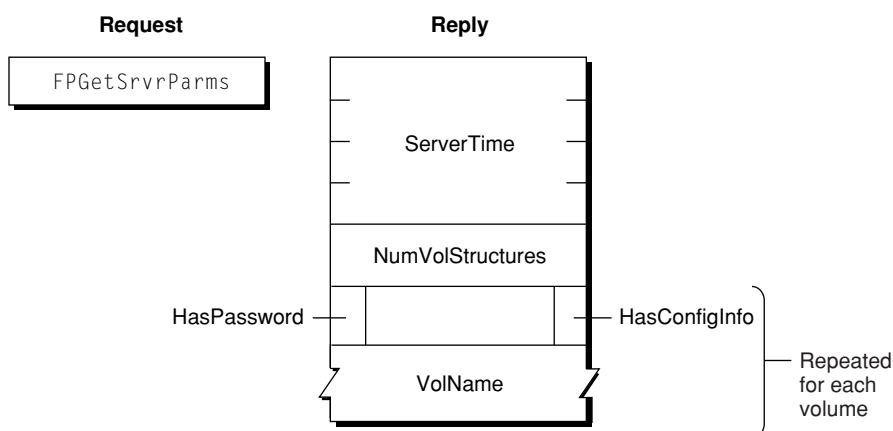 Request
Reply
FPGetSrvrParms
ServerTime
NumVolStructures
HasPassword
HasConfigInfo
VolName
Repeated
for each
volume